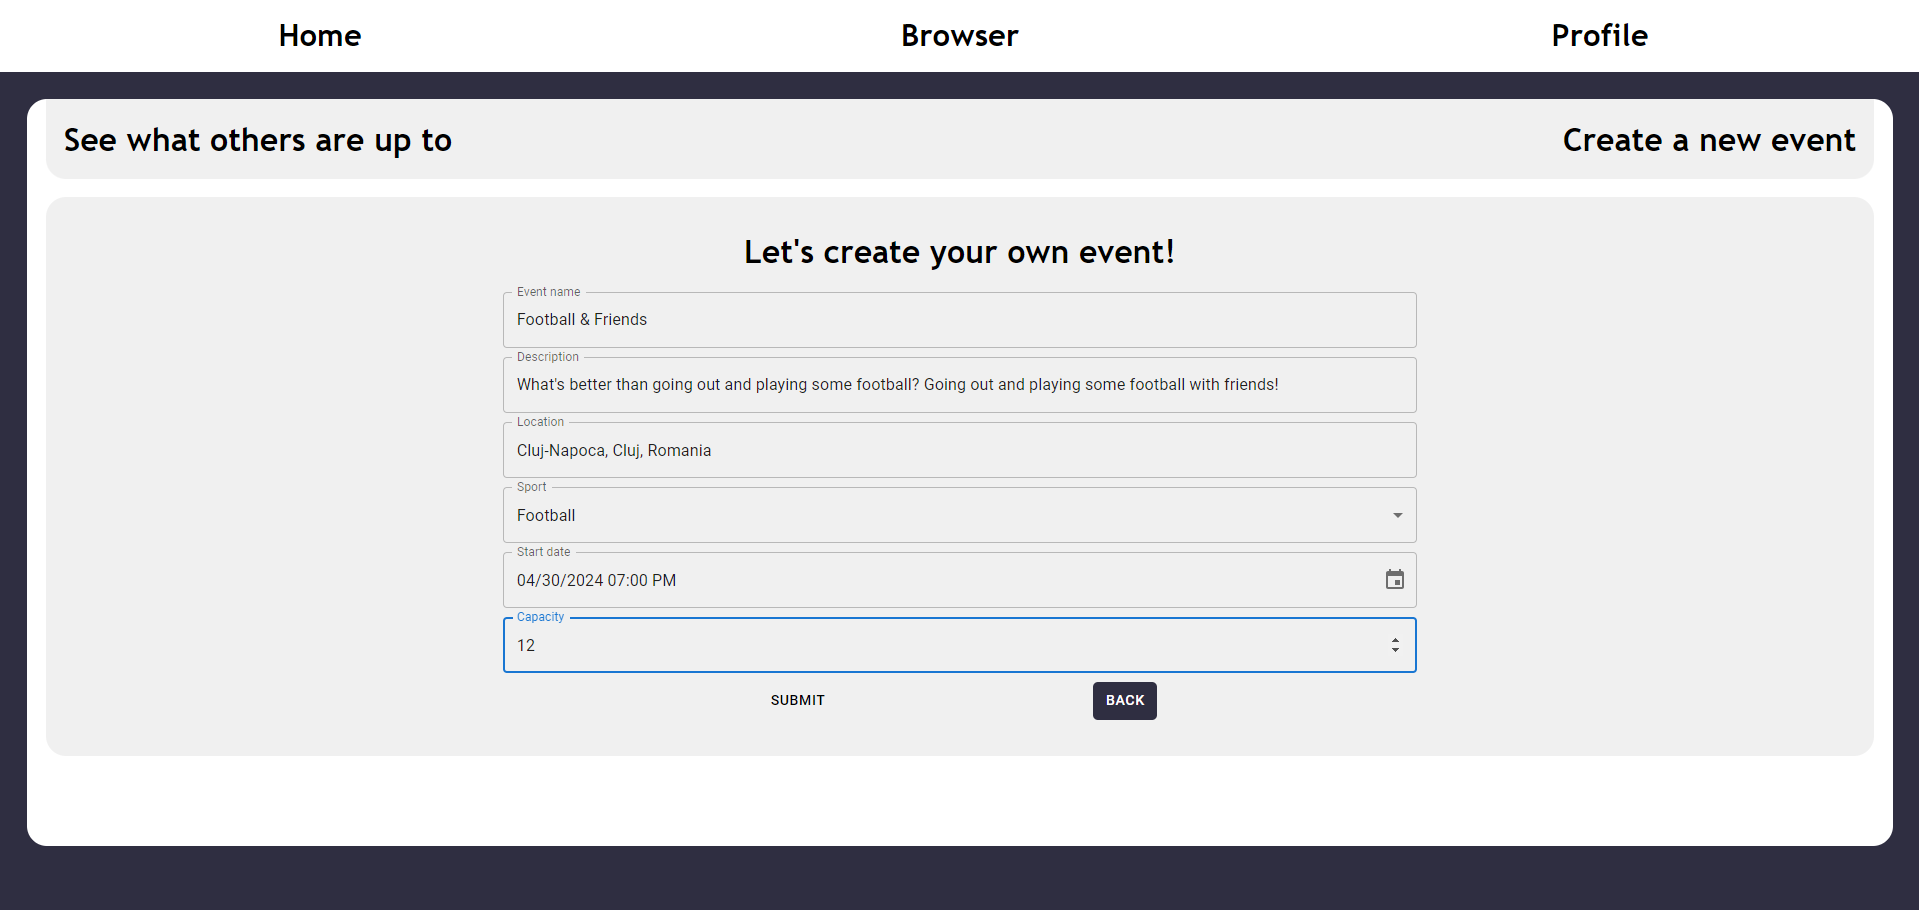 Home Browser Profile
See what others are up to Create a new event
Let's create your own event!
Event name
Football & Friends
Description
What's better than going out and playing some football? Going out and playing some football with friends!
Location
Cluj-Napoca, Cluj, Romania
Sport
Football
Start date
04/30/2024 07:00 PM
Capacity
12
SUBMIT BACK